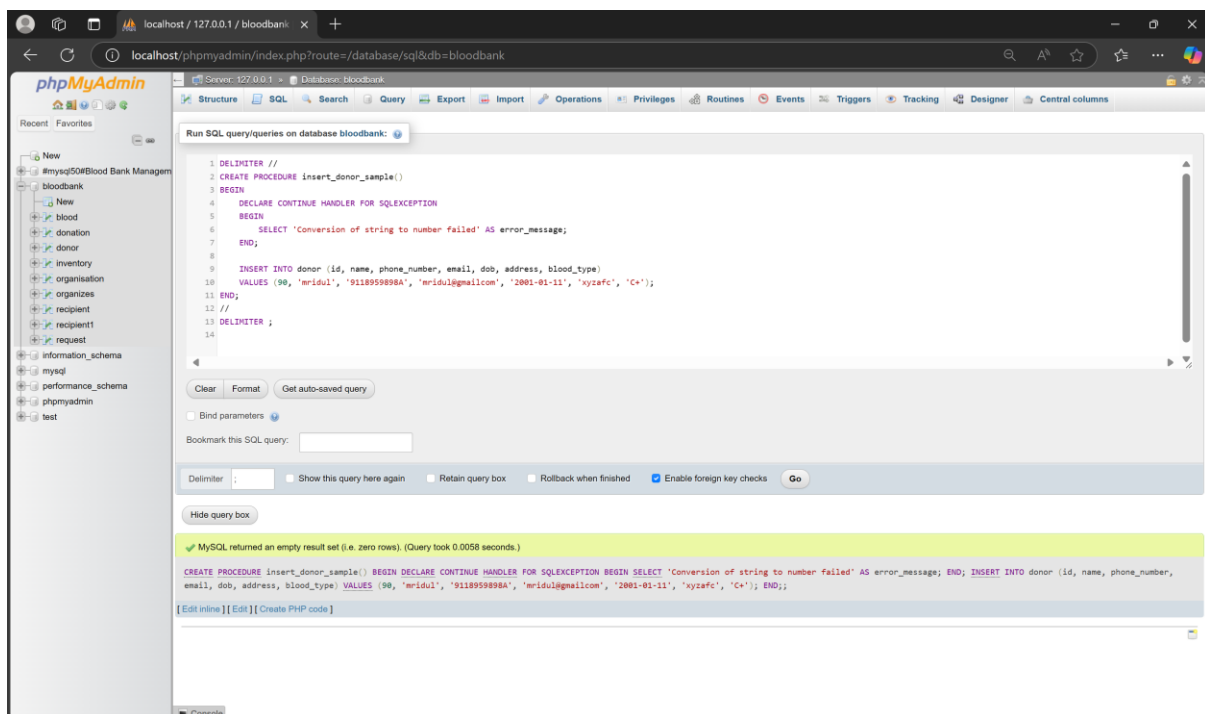 localhost / 127.0.0.1 / bloodbank
localhost/phpmyadmin/index.php?route=/database/sql&db=bloodbank
phpMyAdmin
Recent Favorites
New
#mysql50#Blood Bank Managem
bloodbank
New
blood
donation
donor
inventory
organisation
organizes
recipient
recipient1
request
information_schema
mysql
performance_schema
phpmyadmin
test
Server: 127.0.0.1 » Database: bloodbank
Structure SQL Search Query Export Import Operations Privileges Routines Events Triggers Tracking Designer Central columns
Run SQL query/queries on database bloodbank:
1 DELIMITER //
2 CREATE PROCEDURE insert_donor_sample()
3 BEGIN
4 DECLARE CONTINUE HANDLER FOR SQLEXCEPTION
5 BEGIN
6 SELECT 'Conversion of string to number failed' AS error_message;
7 END;
8
9 INSERT INTO donor (id, name, phone_number, email, dob, address, blood_type)
10 VALUES (90, 'mridul', '9118959898A', 'mridul@gmailcom', '2001-01-11', 'xyzafc', 'C+');
11 END;
12 //
13 DELIMITER ;
14
Clear Format Get auto-saved query
Bind parameters
Bookmark this SQL query:
Delimiter ; Show this query here again Retain query box Rollback when finished Enable foreign key checks Go
Hide query box
MySQL returned an empty result set (i.e. zero rows). (Query took 0.0058 seconds.)
CREATE PROCEDURE insert_donor_sample() BEGIN DECLARE CONTINUE HANDLER FOR SQLEXCEPTION BEGIN SELECT 'Conversion of string to number failed' AS error_message; END; INSERT INTO donor (id, name, phone_number,
email, dob, address, blood_type) VALUES (90, 'mridul', '9118959898A', 'mridul@gmailcom', '2001-01-11', 'xyzafc', 'C+'); END;;
[ Edit inline ] [ Edit ] [ Create PHP code ]
Console